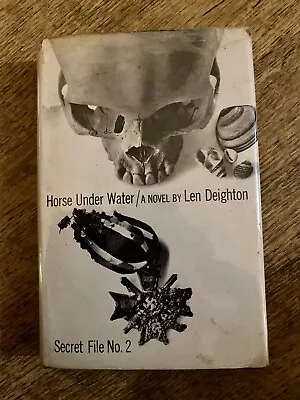 Horse Under Water/A NOVEL BY Len Deighton
Secret File No. 2